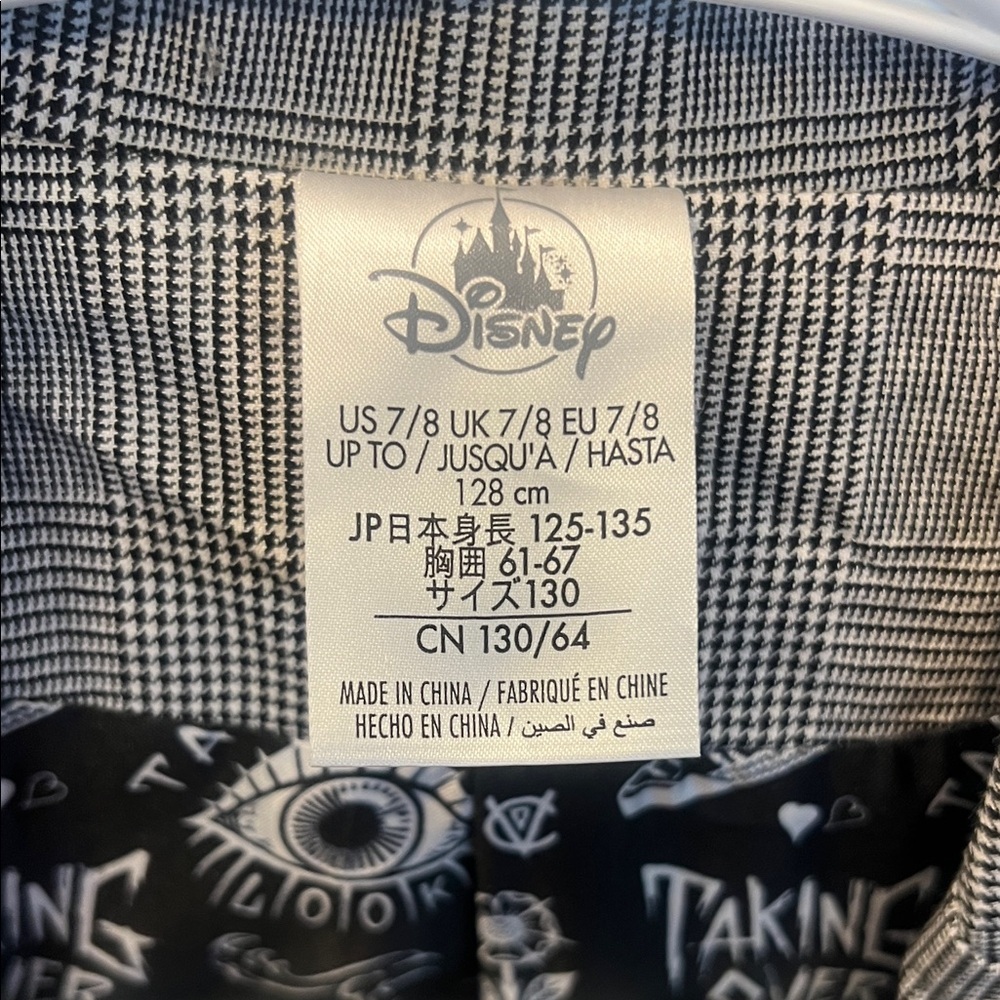 DISNEY
US 7/8 UK 7/8 EU 7/8
UP TO / JUSQU'À / HASTA
128 cm
JP日本身長 125-135
胸囲 61-67
サイズ130
CN 130/64
MADE IN CHINA / FABRIQUÉ EN CHINE
HECHO EN CHINA / صنع في الصين
LOOK
TAKING
OVER